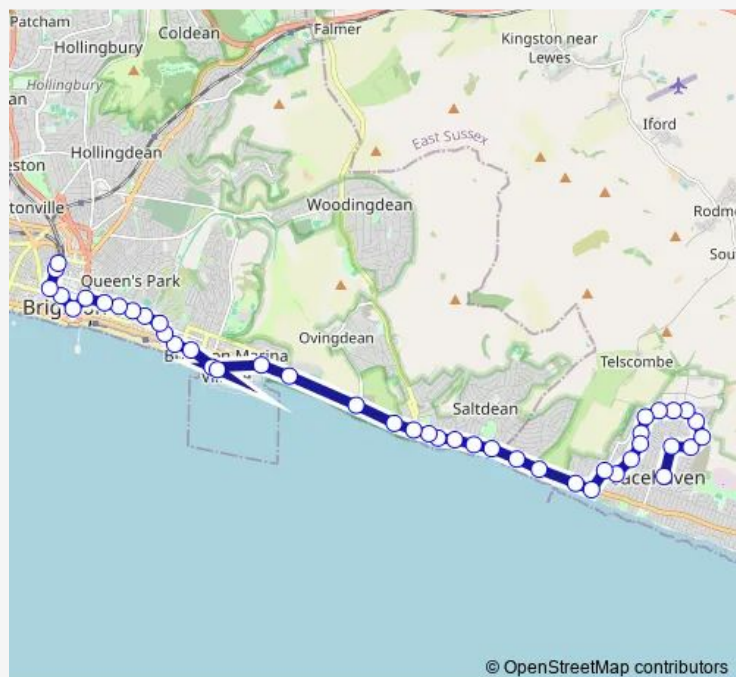 Patcham
Coldean
Falmer
Hollingbury
Kingston near
Lewes
Hollingbury
Iford
East Sussex
Hollingdean
Woodingdean
Queen's Park
Ovingdean
Telscombe
Saltdean
© OpenStreetMap contributors